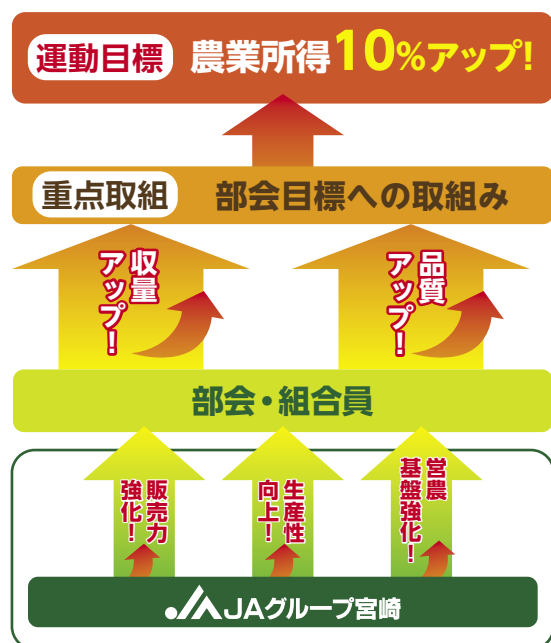 運動目標 農業所得10%アップ!
重点取組 部会目標への取組み
収量
アップ!
品質
アップ!
部会・組合員
販売力
強化!
生産性
向上!
営農
基盤強化!
JAグループ宮崎